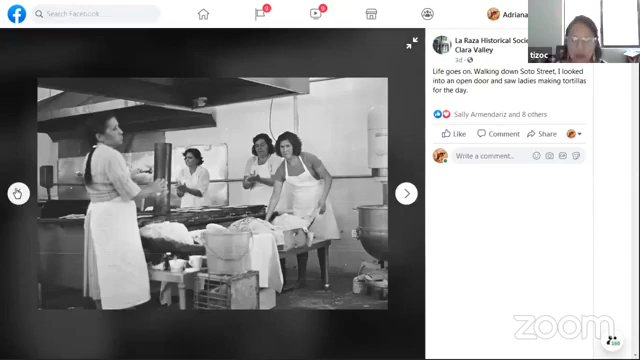 Search Facebook
Adriana
La Raza Historical Socie
Clara Valley
3d
tizoc
Life goes on. Walking down Soto Street, I looked
into an open door and saw ladies making tortillas
for the day.
Sally Armendariz and 8 others
Like
Comment
Share
Write a comment...
zoom